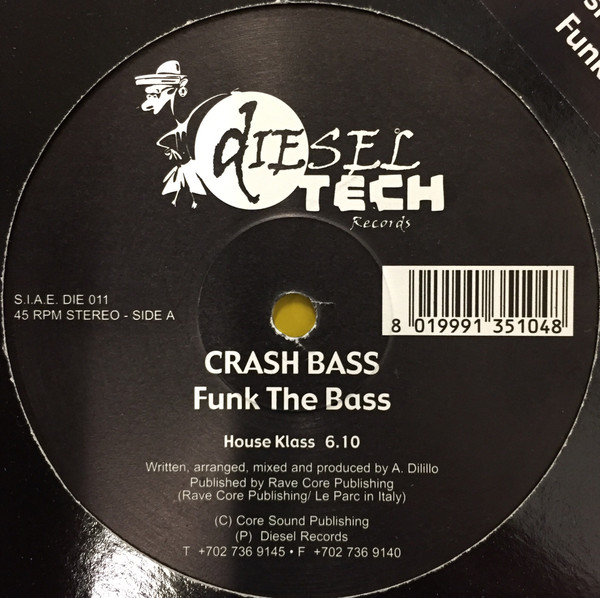 dIESEL
TECH
Records
S.I.A.E. DIE 011
45 RPM STEREO - SIDE A
8 019991 351048
CRASH BASS
Funk The Bass
House Klass 6.10
Written, arranged, mixed and produced by A. Dilillo
Published by Rave Core Publishing
(Rave Core Publishing/ Le Parc in Italy)
(C) Core Sound Publishing
(P) Diesel Records
T +702 736 9145 • F +702 736 9140
Funk